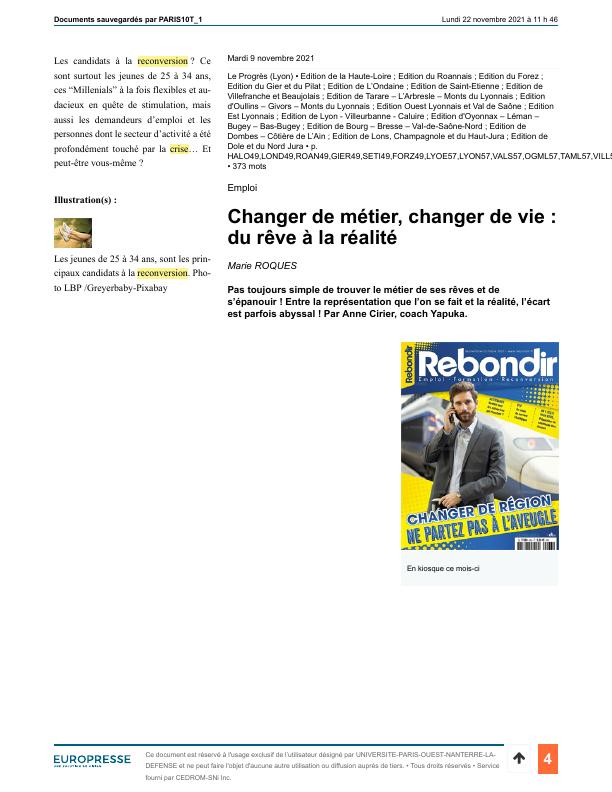 Documents sauvegardés par PARIS10T_1
Lundi 22 novembre 2021 à 11 h 46
Les candidats à la reconversion ? Ce
sont surtout les jeunes de 25 à 34 ans,
ces “Millenials” à la fois flexibles et au-
dacieux en quête de stimulation, mais
aussi les demandeurs d’emploi et les
personnes dont le secteur d’activité a été
profondément touché par la crise… Et
peut-être vous-même ?
Illustration(s) :
Les jeunes de 25 à 34 ans, sont les prin-
cipaux candidats à la reconversion. Pho-
to LBP /Greyerbaby-Pixabay
Mardi 9 novembre 2021
Le Progrès (Lyon) • Edition de la Haute-Loire ; Edition du Roannais ; Edition du Forez ;
Edition du Gier et du Pilat ; Edition de L’Ondaine ; Edition de Saint-Etienne ; Edition de
Villefranche et Beaujolais ; Edition de Tarare – L’Arbresle – Monts du Lyonnais ; Edition
d'Oullins – Givors – Monts du Lyonnais ; Edition Ouest Lyonnais et Val de Saône ; Edition
Est Lyonnais ; Edition de Lyon - Villeurbanne - Caluire ; Edition d'Oyonnax – Léman –
Bugey – Bas-Bugey ; Edition de Bourg – Bresse – Val-de-Saône-Nord ; Edition de
Dombes – Côtière de L’Ain ; Edition de Lons, Champagnole et du Haut-Jura ; Edition de
Dole et du Nord Jura • p.
HALO49,LOND49,ROAN49,GIER49,SETI49,FORZ49,LYOE57,LYON57,VALS57,OGML57,TAML57,VILL5
• 373 mots
Emploi
Changer de métier, changer de vie :
du rêve à la réalité
Marie ROQUES
Pas toujours simple de trouver le métier de ses rêves et de
s’épanouir ! Entre la représentation que l’on se fait et la réalité, l’écart
est parfois abyssal ! Par Anne Cirier, coach Yapuka.
Rebondir
Rebondir
Emploi - Formation - Reconversion
CHANGER DE RÉGION
NE PARTEZ PAS À L'AVEUGLE
En kiosque ce mois-ci
EUROPRESSE
Ce document est réservé à l'usage exclusif de l'utilisateur désigné par UNIVERSITE-PARIS-OUEST-NANTERRE-LA-
DEFENSE et ne peut faire l'objet d'aucune autre utilisation ou diffusion auprès de tiers. • Tous droits réservés • Service
fourni par CEDROM-SNi Inc.
4